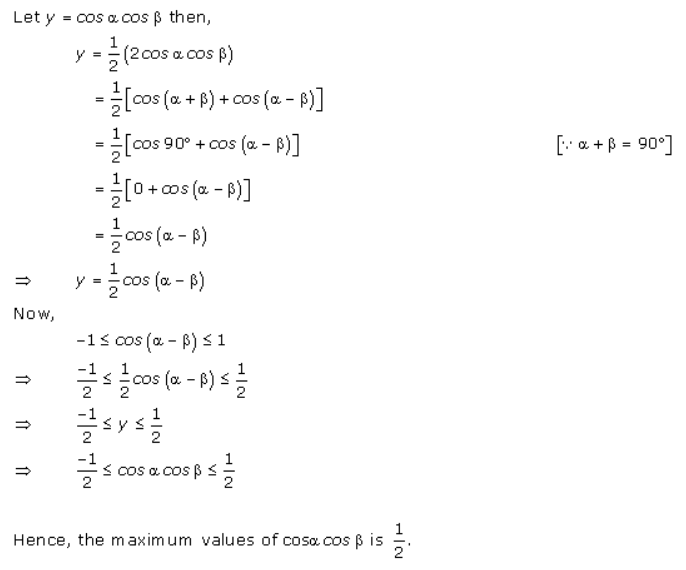 Let y = cos α cos β then,
y = 1/2 (2cos α cos β)
= 1/2 [cos (α + β) + cos (α − β)]
= 1/2 [cos 90° + cos (α − β)] [∵ α + β = 90°]
= 1/2 [0 + cos (α − β)]
= 1/2 cos (α − β)
⇒ y = 1/2 cos (α − β)
Now,
−1 ≤ cos (α − β) ≤ 1
⇒ −1/2 ≤ 1/2 cos (α − β) ≤ 1/2
⇒ −1/2 ≤ y ≤ 1/2
⇒ −1/2 ≤ cos α cos β ≤ 1/2
Hence, the maximum values of cosα cos β is 1/2.